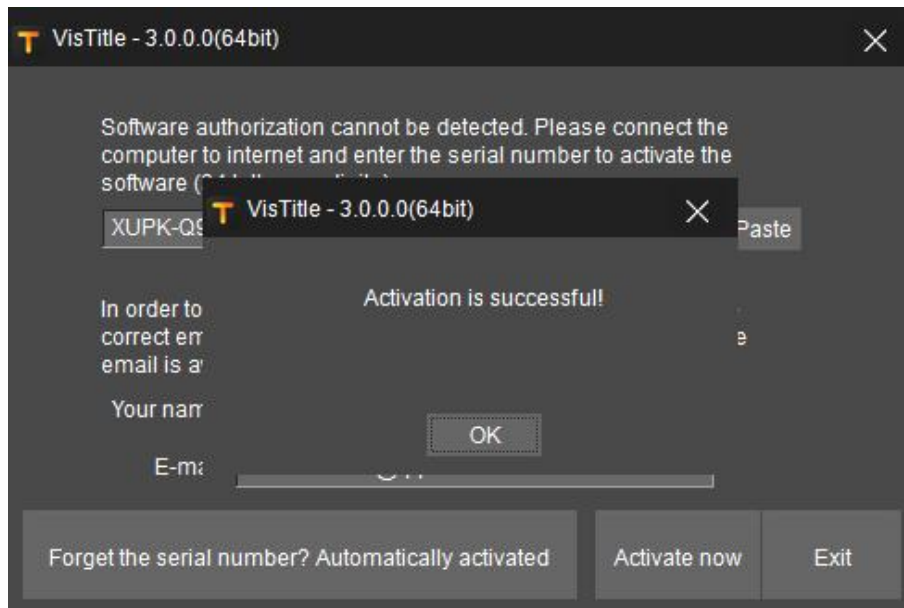 VisTitle - 3.0.0.0(64bit)
Software authorization cannot be detected. Please connect the
computer to internet and enter the serial number to activate the
software (
VisTitle - 3.0.0.0(64bit)
XUPK-Q9
Paste
Activation is successful!
In order to
correct em
email is a
Your nam
OK
E-ma
Forget the serial number? Automatically activated
Activate now
Exit